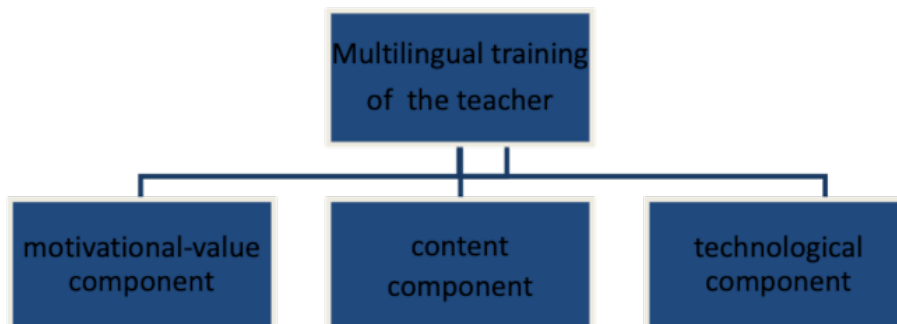 Multilingual training
of the teacher
motivational-value
component
content
component
technological
component